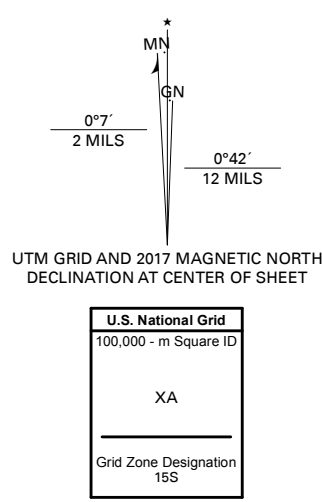 ★
MN
GN
0°7´
2 MILS
0°42´
12 MILS
UTM GRID AND 2017 MAGNETIC NORTH
DECLINATION AT CENTER OF SHEET
U.S. National Grid
100,000 - m Square ID
XA
Grid Zone Designation
15S